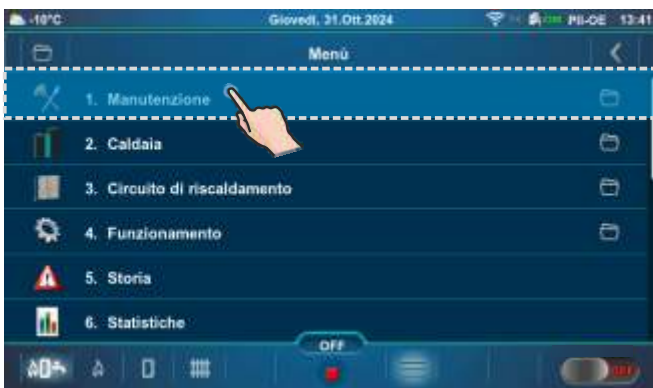 -10°C Giovedì, 31.Ott.2024 PII-OE 13:41
Menù
1. Manutenzione
2. Caldaia
3. Circuito di riscaldamento
4. Funzionamento
5. Storia
6. Statistiche
OFF
OFF